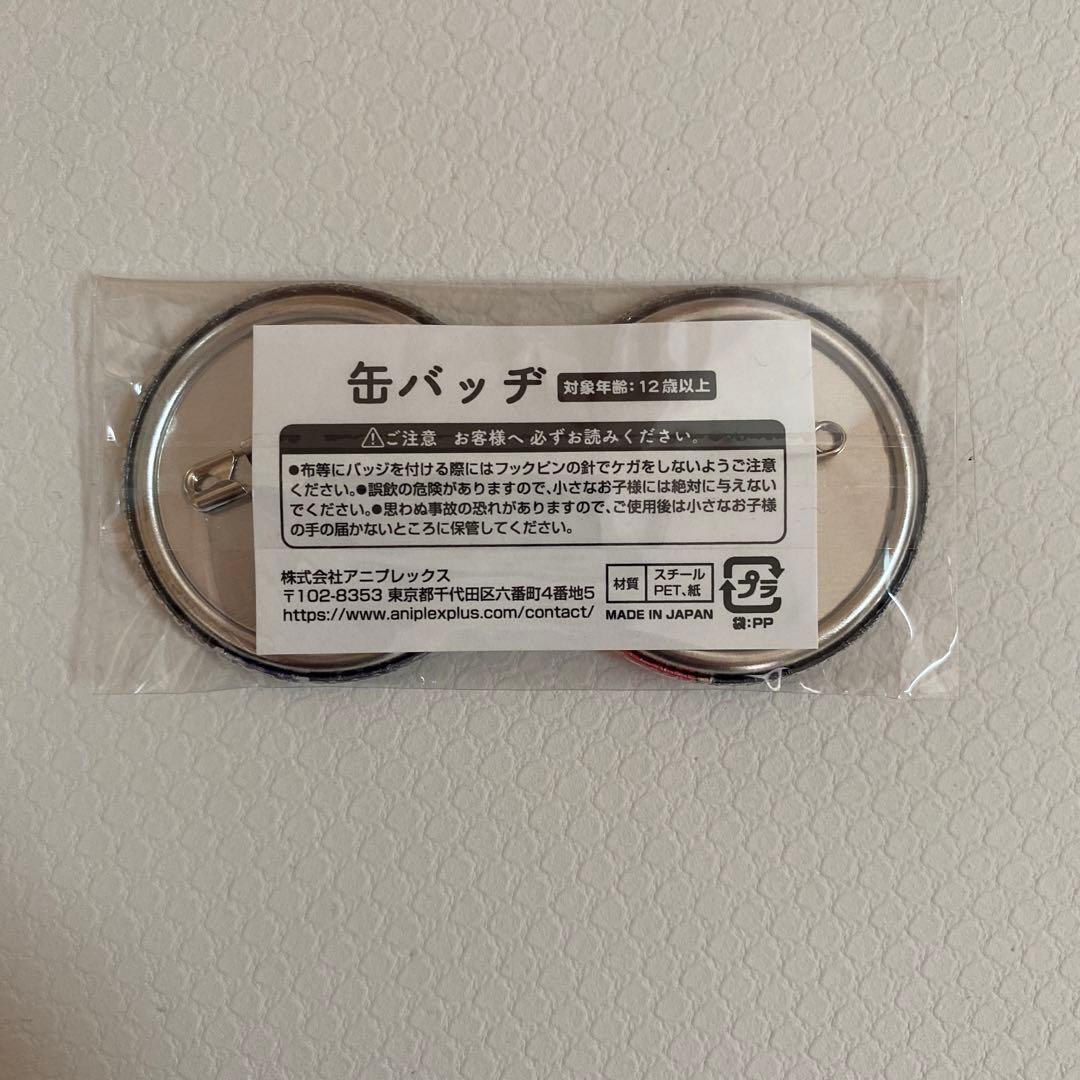 缶バッヂ 対象年齢：12歳以上
⚠ご注意 お客様へ 必ずお読みください。
●布等にバッジを付ける際にはフックピンの針でケガをしないようご注意
ください。●誤飲の危険がありますので、小さなお子様には絶対に与えない
でください。●思わぬ事故の恐れがありますので、ご使用後は小さなお子様
の手の届かないところに保管してください。
株式会社アニプレックス
〒102-8353 東京都千代田区六番町4番地5
https://www.aniplexplus.com/contact/
材質 スチール
PET、紙
MADE IN JAPAN
プラ
袋：PP